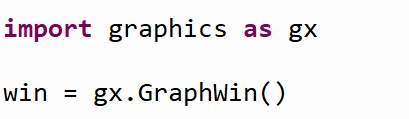 import graphics as gx
win = gx.GraphWin()